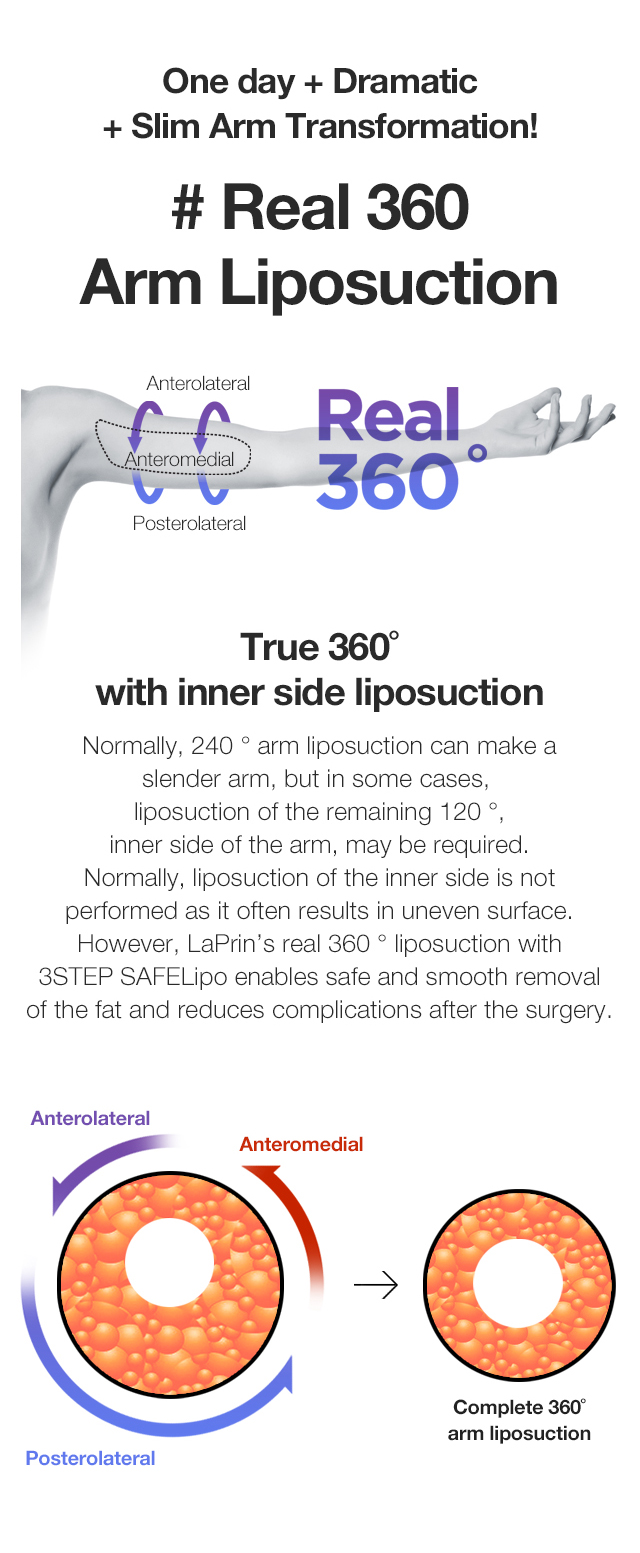 One day + Dramatic
+ Slim Arm Transformation!
# Real 360
Arm Liposuction
Anterolateral
Anteromedial
Posterolateral
Real
360°
True 360°
with inner side liposuction
Normally, 240 ° arm liposuction can make a
slender arm, but in some cases,
liposuction of the remaining 120 °,
inner side of the arm, may be required.
Normally, liposuction of the inner side is not
performed as it often results in uneven surface.
However, LaPrin’s real 360 ° liposuction with
3STEP SAFELipo enables safe and smooth removal
of the fat and reduces complications after the surgery.
Anterolateral
Anteromedial
Posterolateral
Complete 360°
arm liposuction